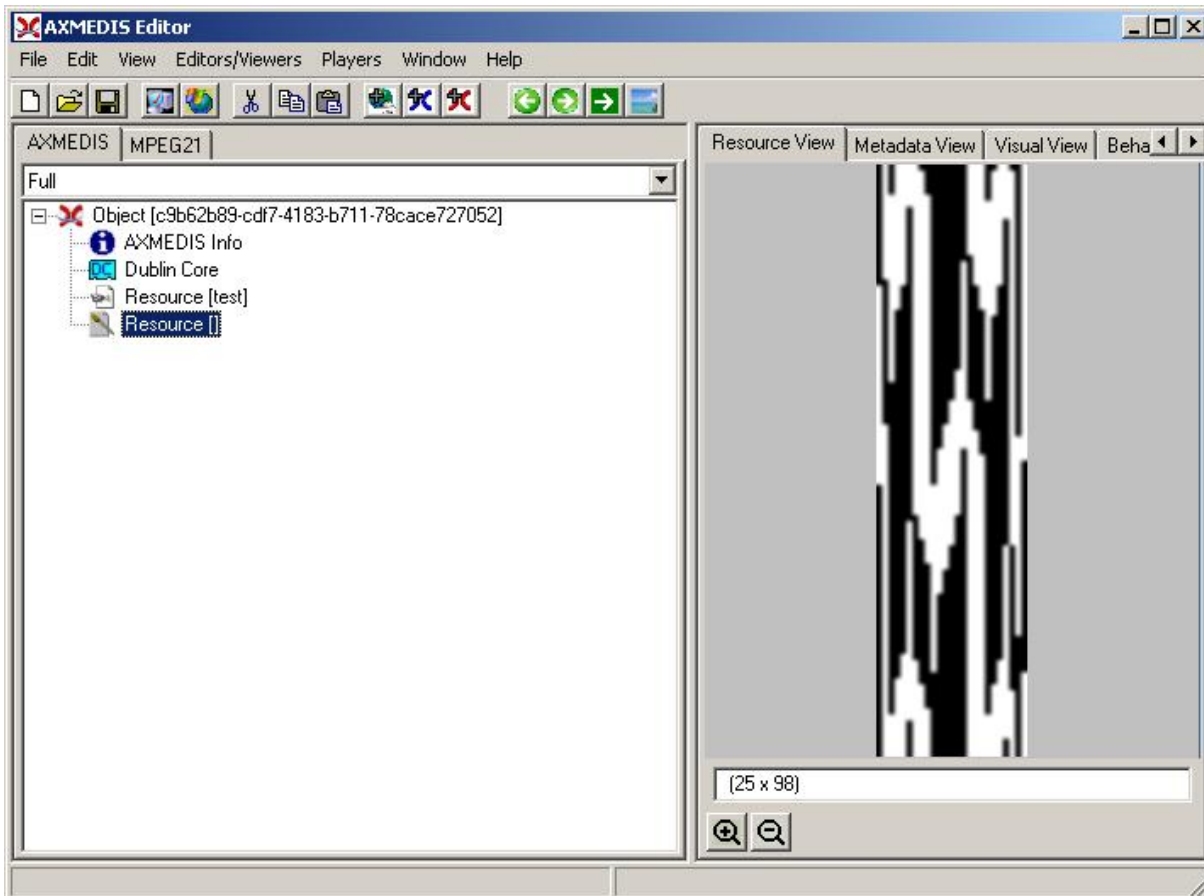 AXMEDIS Editor
File Edit View Editors/Viewers Players Window Help
AXMEDIS MPEG21
Full
Object [c9b62b89-cdf7-4183-b711-78cace727052]
AXMEDIS Info
DC Dublin Core
Resource [test]
Resource []
Resource View Metadata View Visual View Beha
(25 x 98)